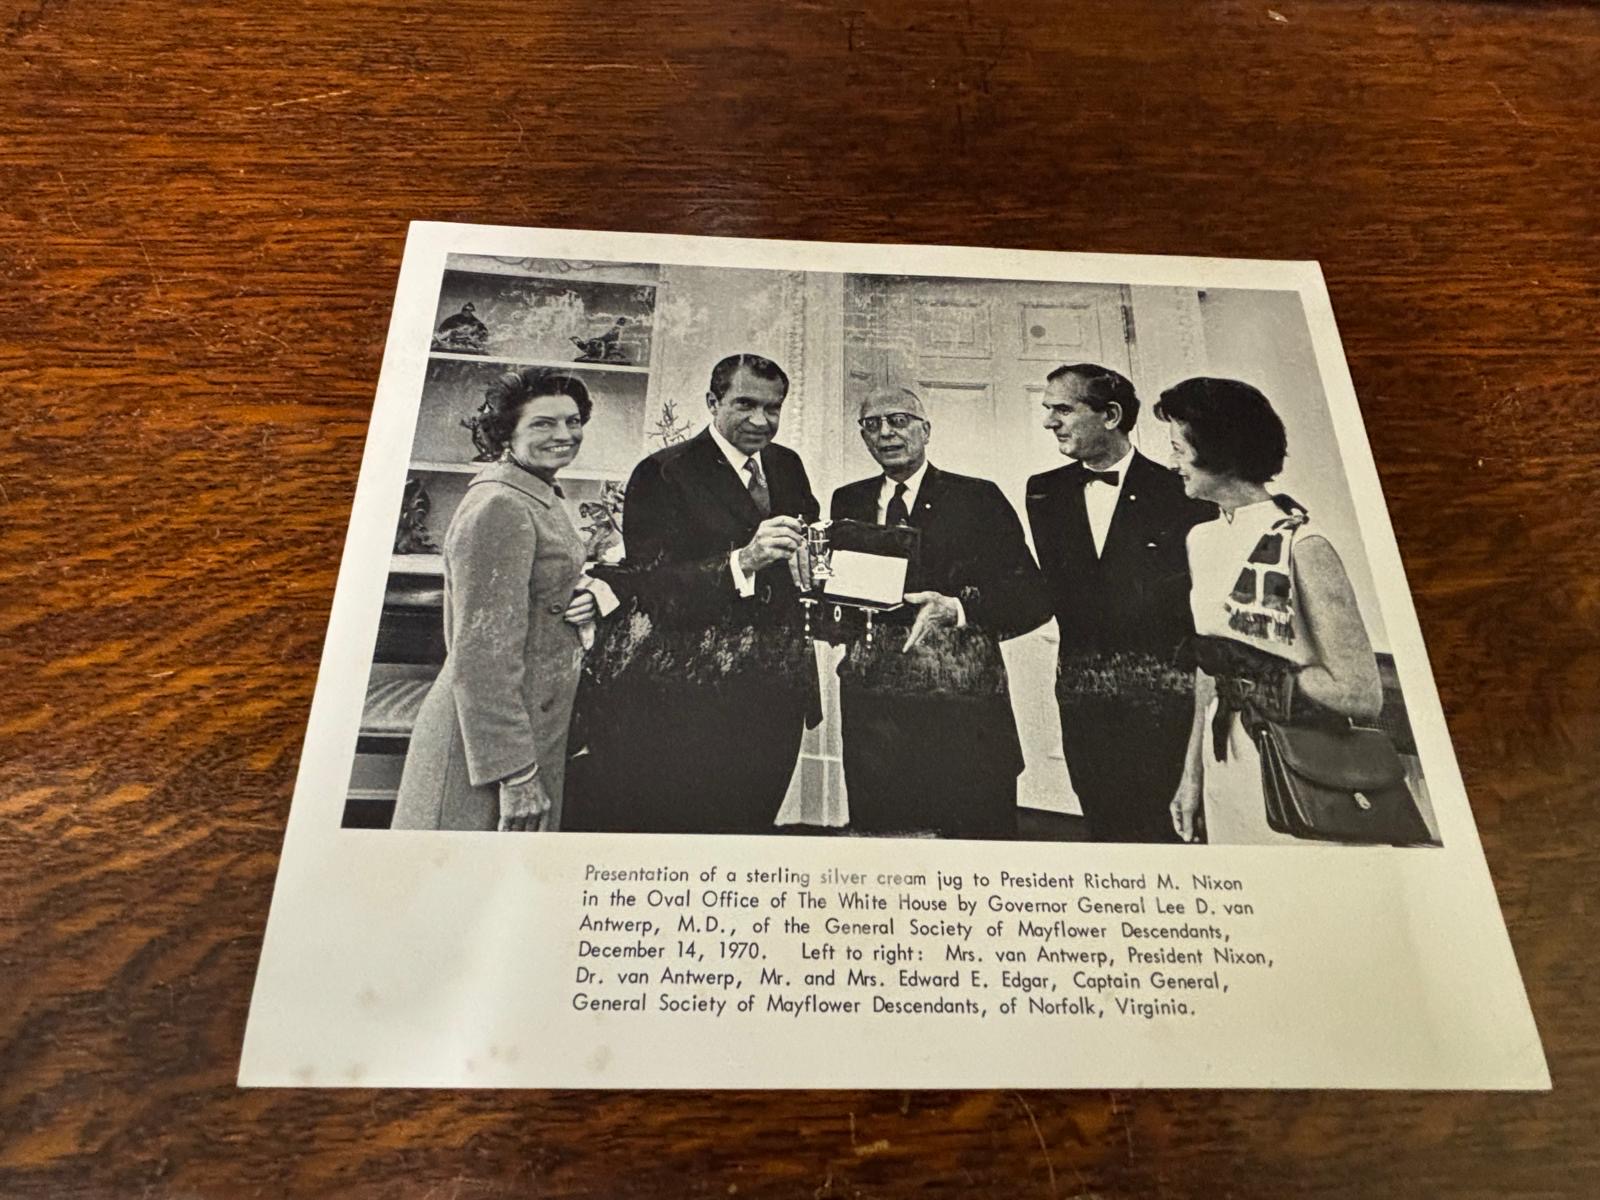 Presentation of a sterling silver cream jug to President Richard M. Nixon
in the Oval Office of The White House by Governor General Lee D. van
Antwerp, M.D., of the General Society of Mayflower Descendants,
December 14, 1970. Left to right: Mrs. van Antwerp, President Nixon,
Dr. van Antwerp, Mr. and Mrs. Edward E. Edgar, Captain General,
General Society of Mayflower Descendants, of Norfolk, Virginia.